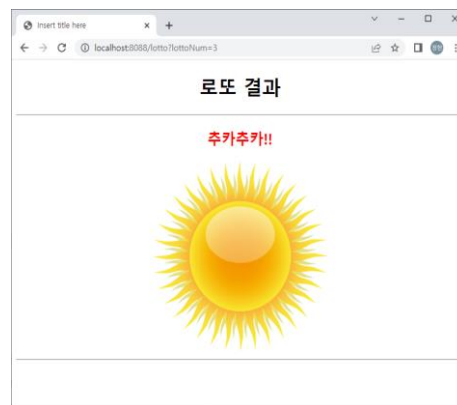 Insert title here
localhost:8088/lotto?lottoNum=3
로또 결과
추카추카!!